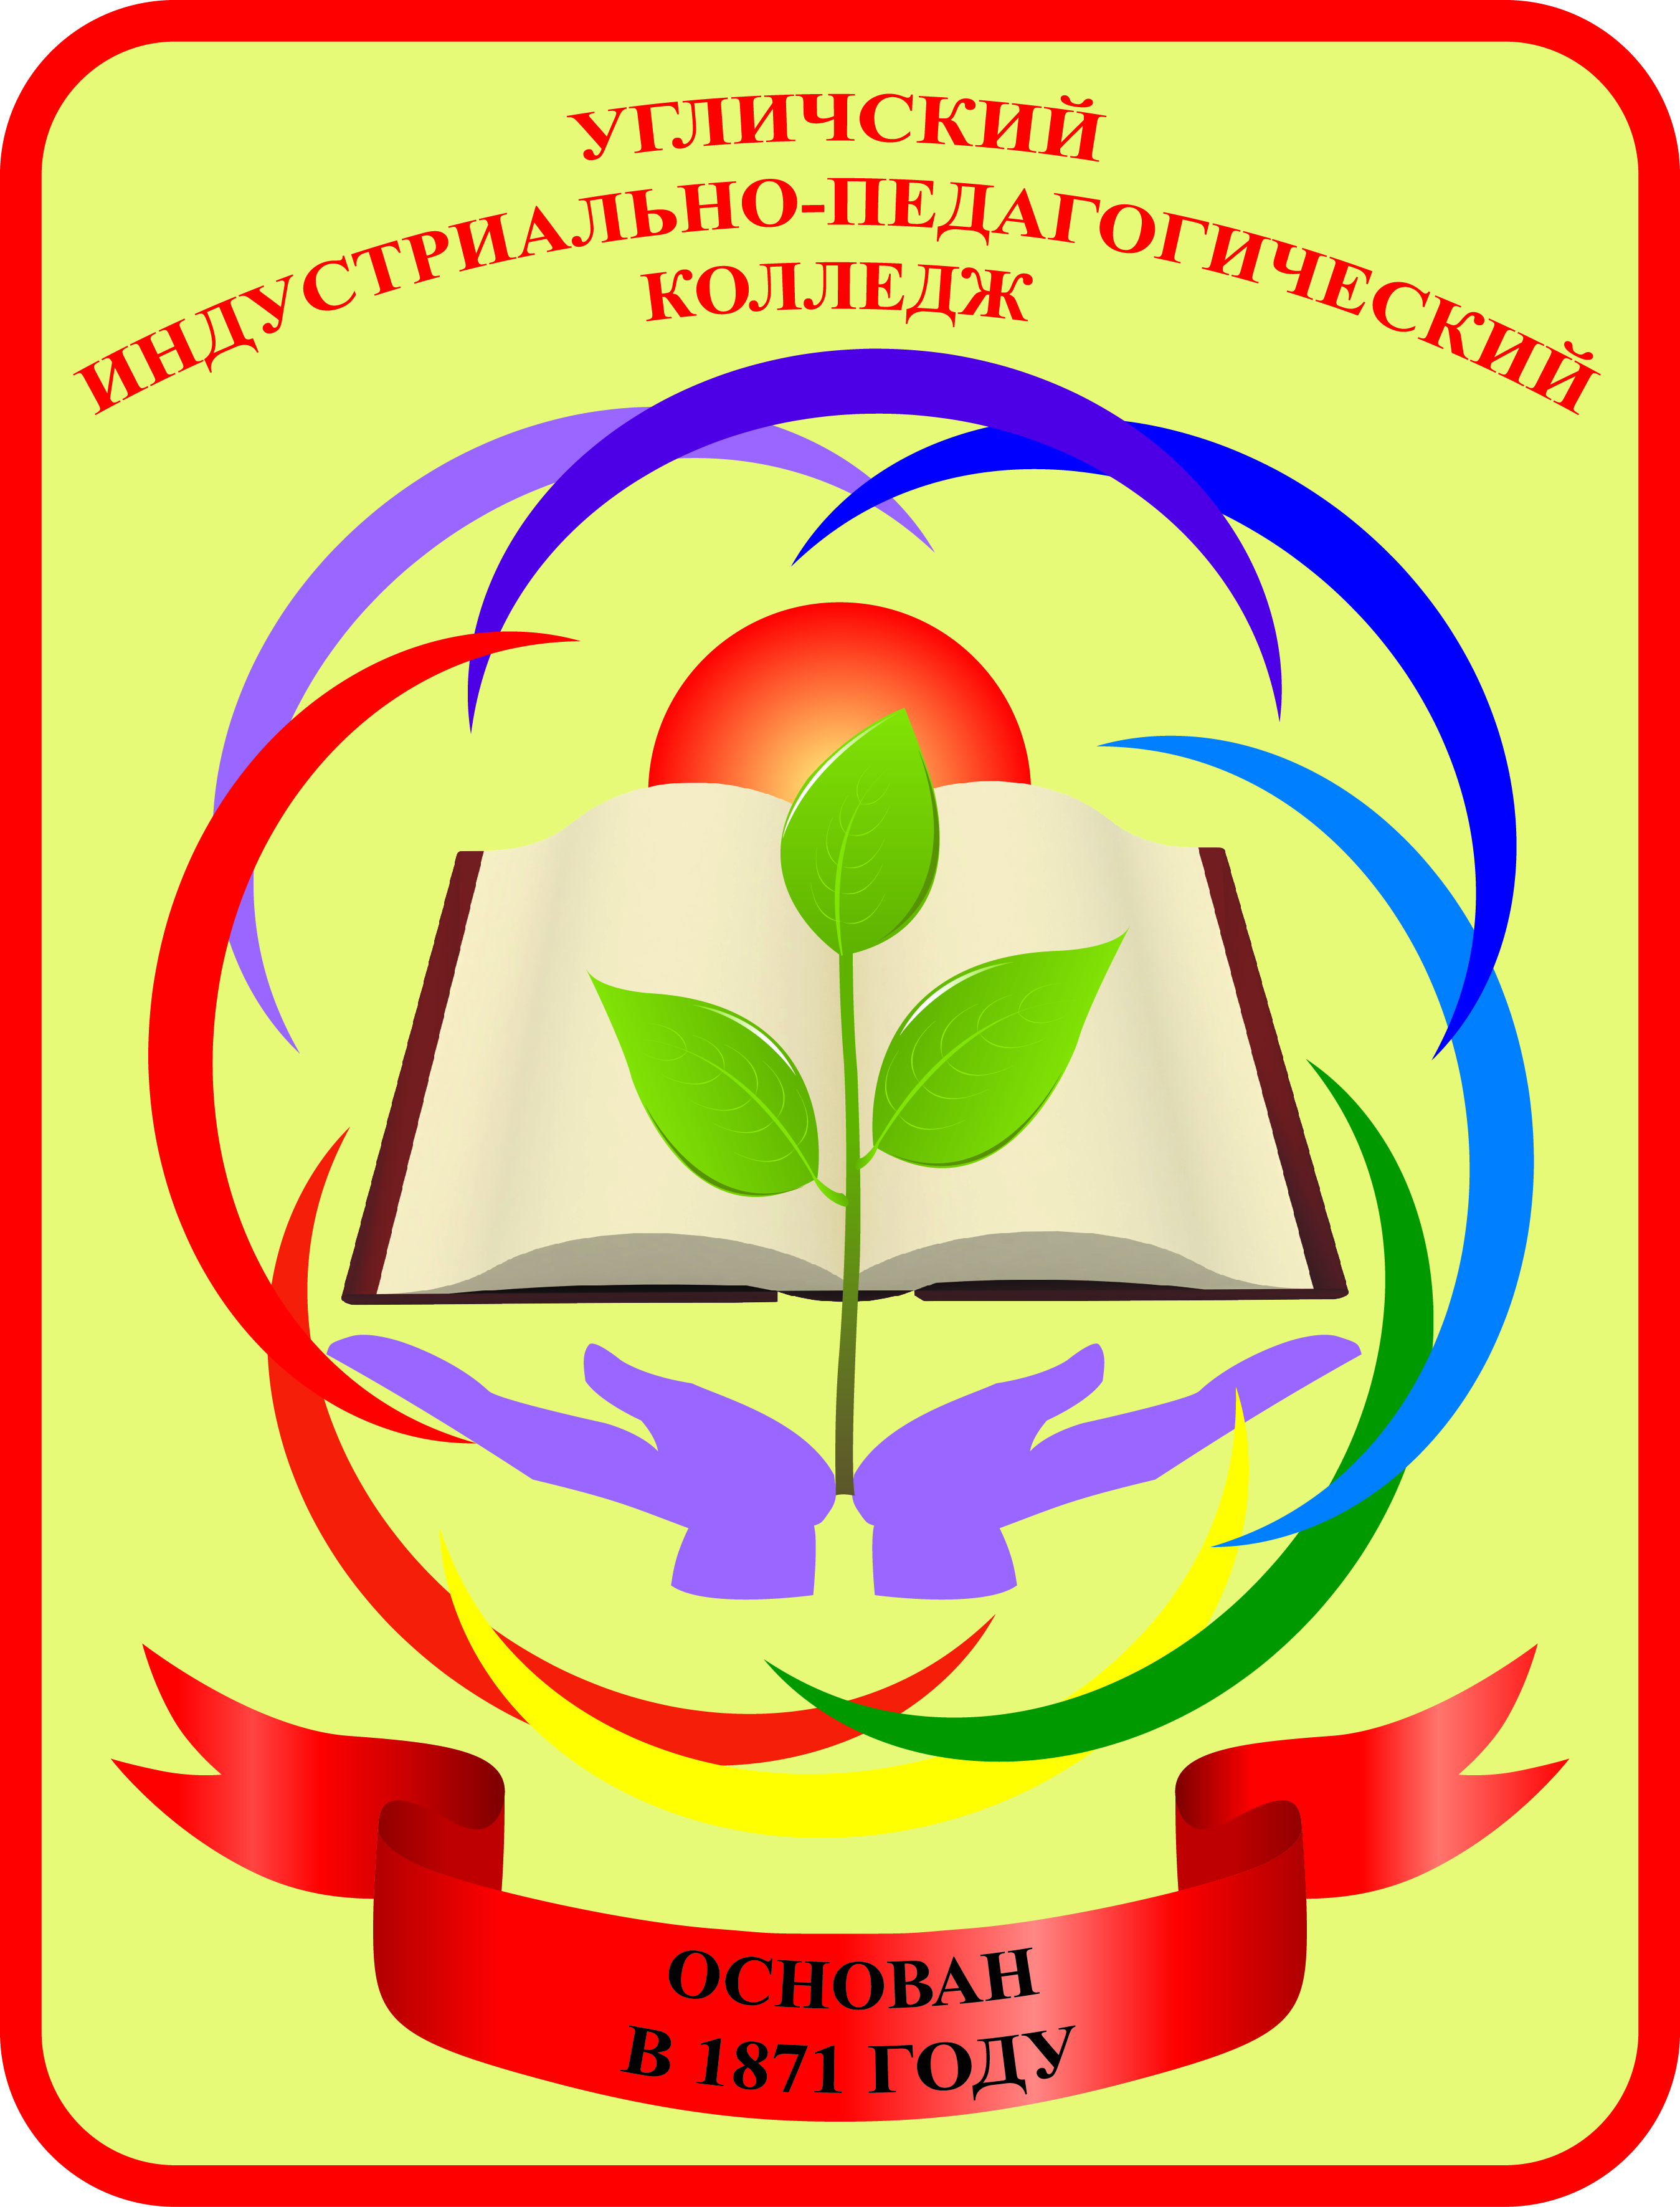 УГЛИЧСКИЙ
ИНДУСТРИАЛЬНО-ПЕДАГОГИЧЕСКИЙ
КОЛЛЕДЖ
ОСНОВАН
В 1871 ГОДУ